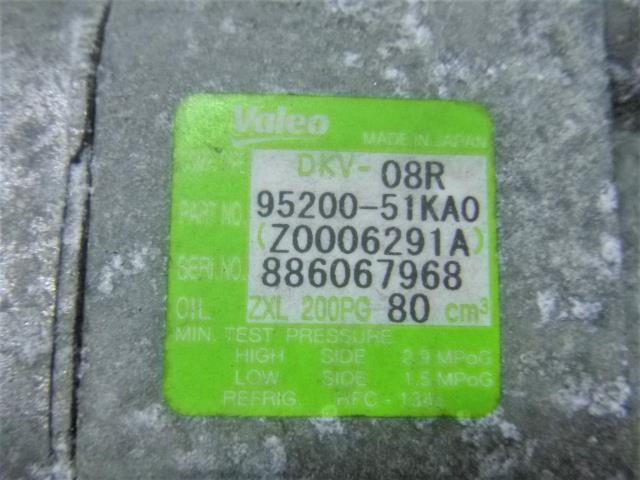 Valeo
MADE IN JAPAN
DKV- 08R
PART NO. 95200-51KA0
(Z0006291A)
SERI.NO. 886067968
OIL ZXL 200PG 80 cm³
MIN. TEST PRESSURE
HIGH SIDE 2.9 MPaG
LOW SIDE 1.5 MPaG
REFRIG. HFC-134a